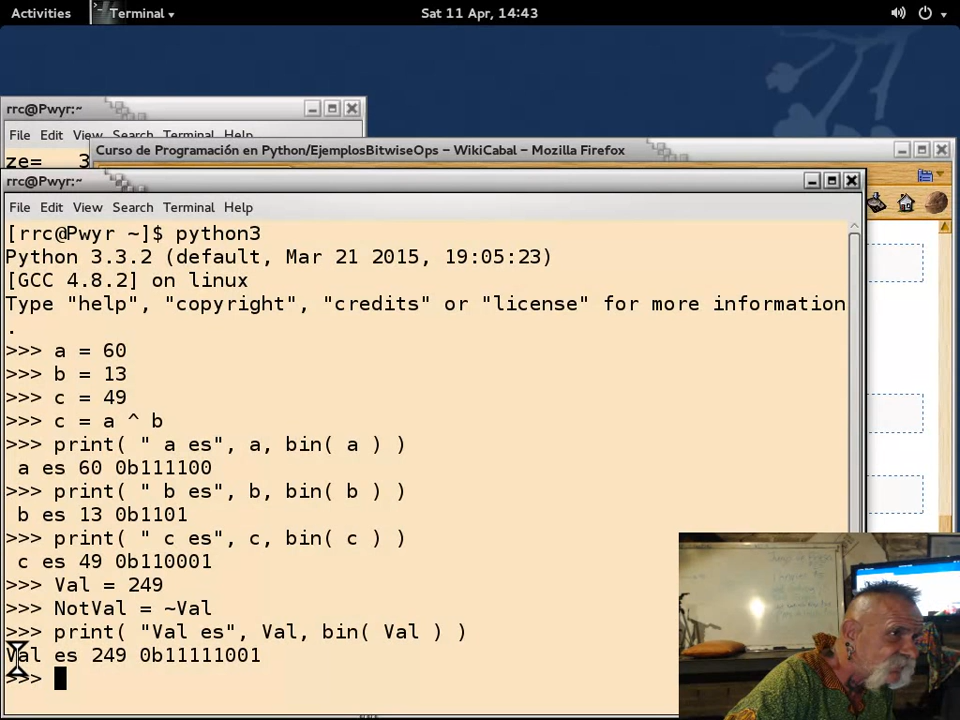 Activities Terminal Sat 11 Apr, 14:43
rrc@Pwyr:~
File Edit View Search Terminal Help
ze= 3
Curso de Programación en Python/EjemplosBitwiseOps – WikiCabal – Mozilla Firefox
rrc@Pwyr:~
File Edit View Search Terminal Help
[rrc@Pwyr ~]$ python3
Python 3.3.2 (default, Mar 21 2015, 19:05:23)
[GCC 4.8.2] on linux
Type "help", "copyright", "credits" or "license" for more information
.
>>> a = 60
>>> b = 13
>>> c = 49
>>> c = a ^ b
>>> print( " a es", a, bin( a ) )
 a es 60 0b111100
>>> print( " b es", b, bin( b ) )
 b es 13 0b1101
>>> print( " c es", c, bin( c ) )
 c es 49 0b110001
>>> Val = 249
>>> NotVal = ~Val
>>> print( "Val es", Val, bin( Val ) )
Val es 249 0b11111001
>>>